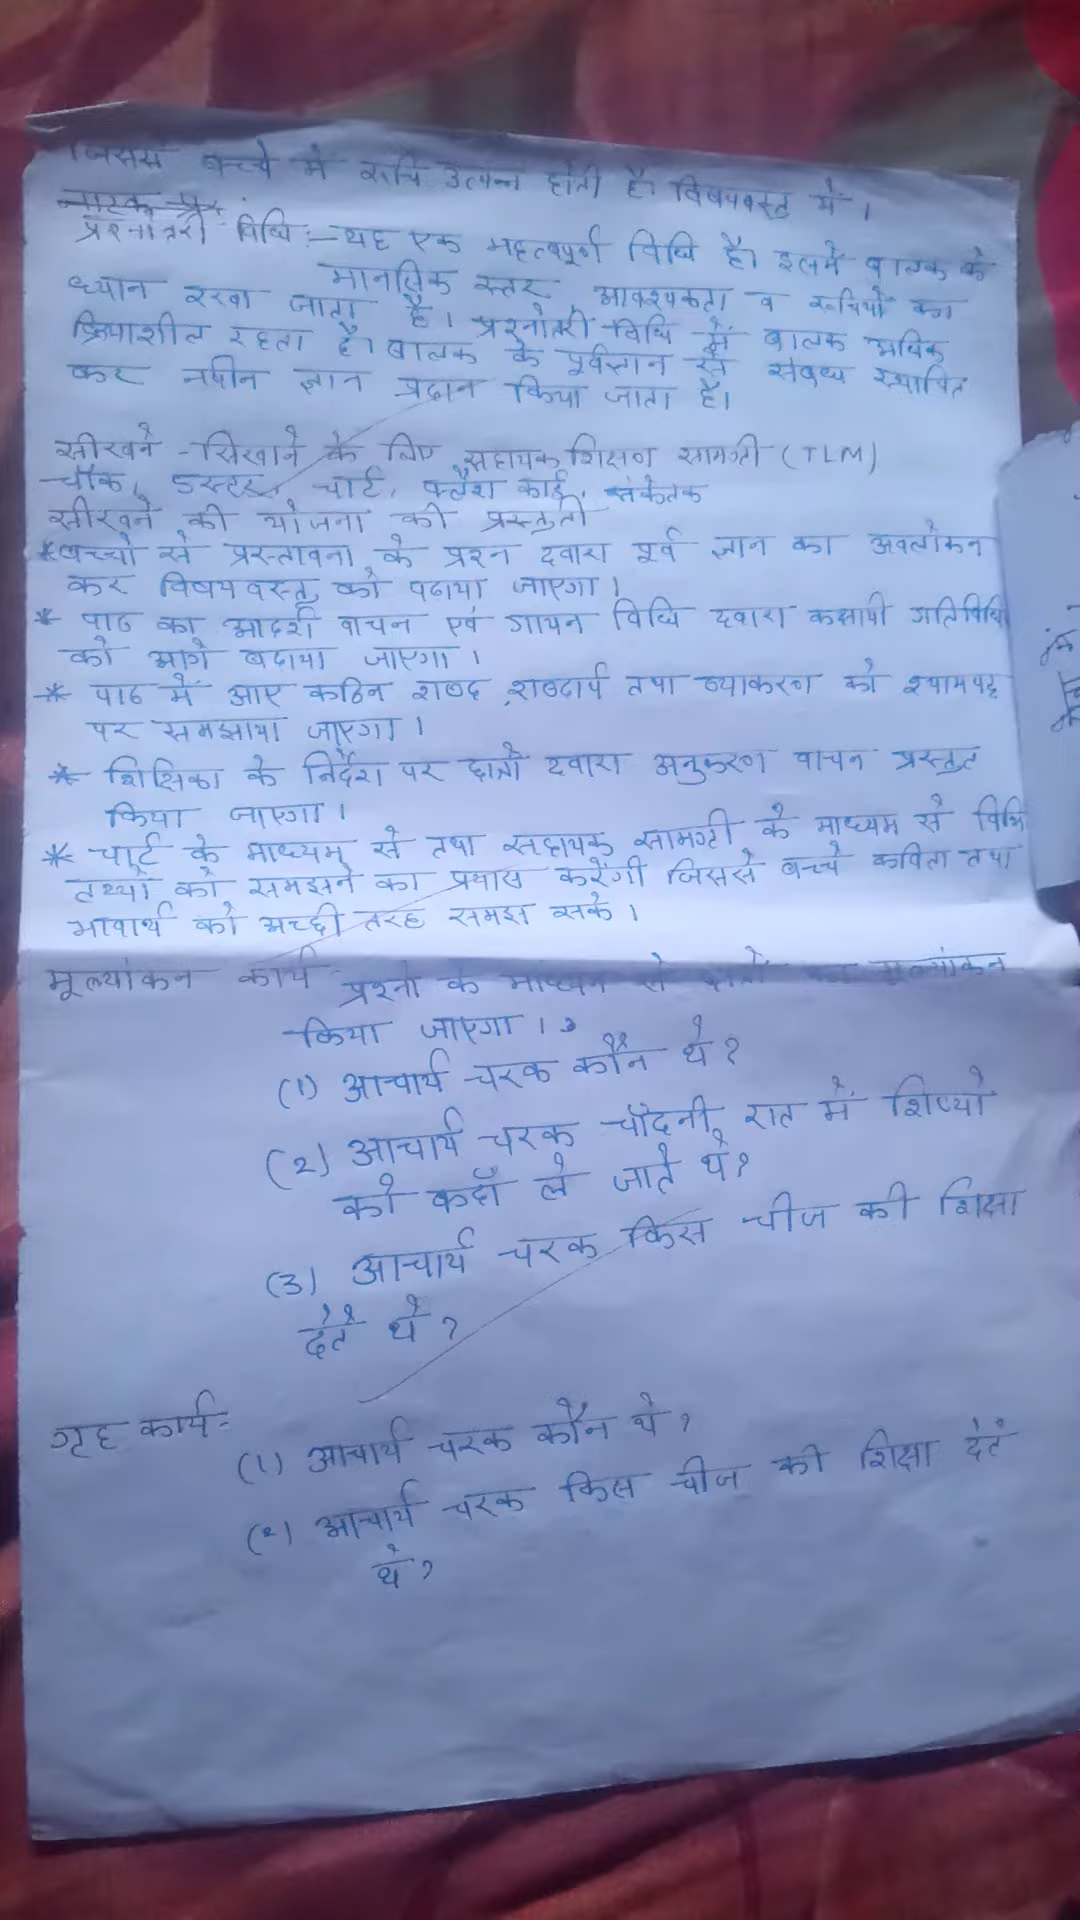 जिससे बच्चे मे रूचि उत्पन्न होती है। विषयवस्तु में।
प्रश्नोतरी विधि :- यह एक महत्वपूर्ण विधि है। इसमें बालक के
मानसिक स्तर, आवश्यकता व रूचियों का
ध्यान रखा जाता है। प्रश्नोतरी विधि में बालक अधिक
क्रियाशील रहता है। बालक के पूर्वज्ञान से संबन्ध स्थापित
कर नवीन ज्ञान प्रदान किया जाता है।
सीखने - सिखाने के लिए सहायक शिक्षण सामग्री (TLM)
चॉक, डस्टर, चार्ट, फ्लैश कार्ड, संकेतक
सीखने की योजना की प्रस्तुती
* बच्चों से प्रस्तावना के प्रश्न द्वारा पूर्व ज्ञान का अवलोकन
कर विषयवस्तु को पढाया जाएगा।
* पाठ का आदर्श वाचन एवं गायन विधि द्वारा कक्षायी गतिविधि
को आगे बढाया जाएगा।
* पाठ में आए कठिन शब्द, शब्दार्थ तथा व्याकरण को श्यामपट्ट
पर समझाया जाएगा।
* शिक्षिका के निर्देश पर छात्रों द्वारा अनुकरण वाचन प्रस्तुत
किया जाएगा।
* चार्ट के माध्यम से तथा सहायक सामग्री के माध्यम से
तथ्यों को समझने का प्रयास करेंगी जिससे बच्चे कविता तथा
भावार्थ को अच्छी तरह समझ सके।
मूल्यांकन कार्य प्रश्नों के माध्यम से छात्रों का मूल्यांकन
किया जाएगा।
(1) आचार्य चरक कौन थे?
(2) आचार्य चरक चाँदनी रात में शिष्यो
को कहाँ ले जाते थे?
(3) आचार्य चरक किस चीज की शिक्षा
देते थे?
गृह कार्य:-
(1) आचार्य चरक कौन थे?
(2) आचार्य चरक किस चीज की शिक्षा देते
थे?